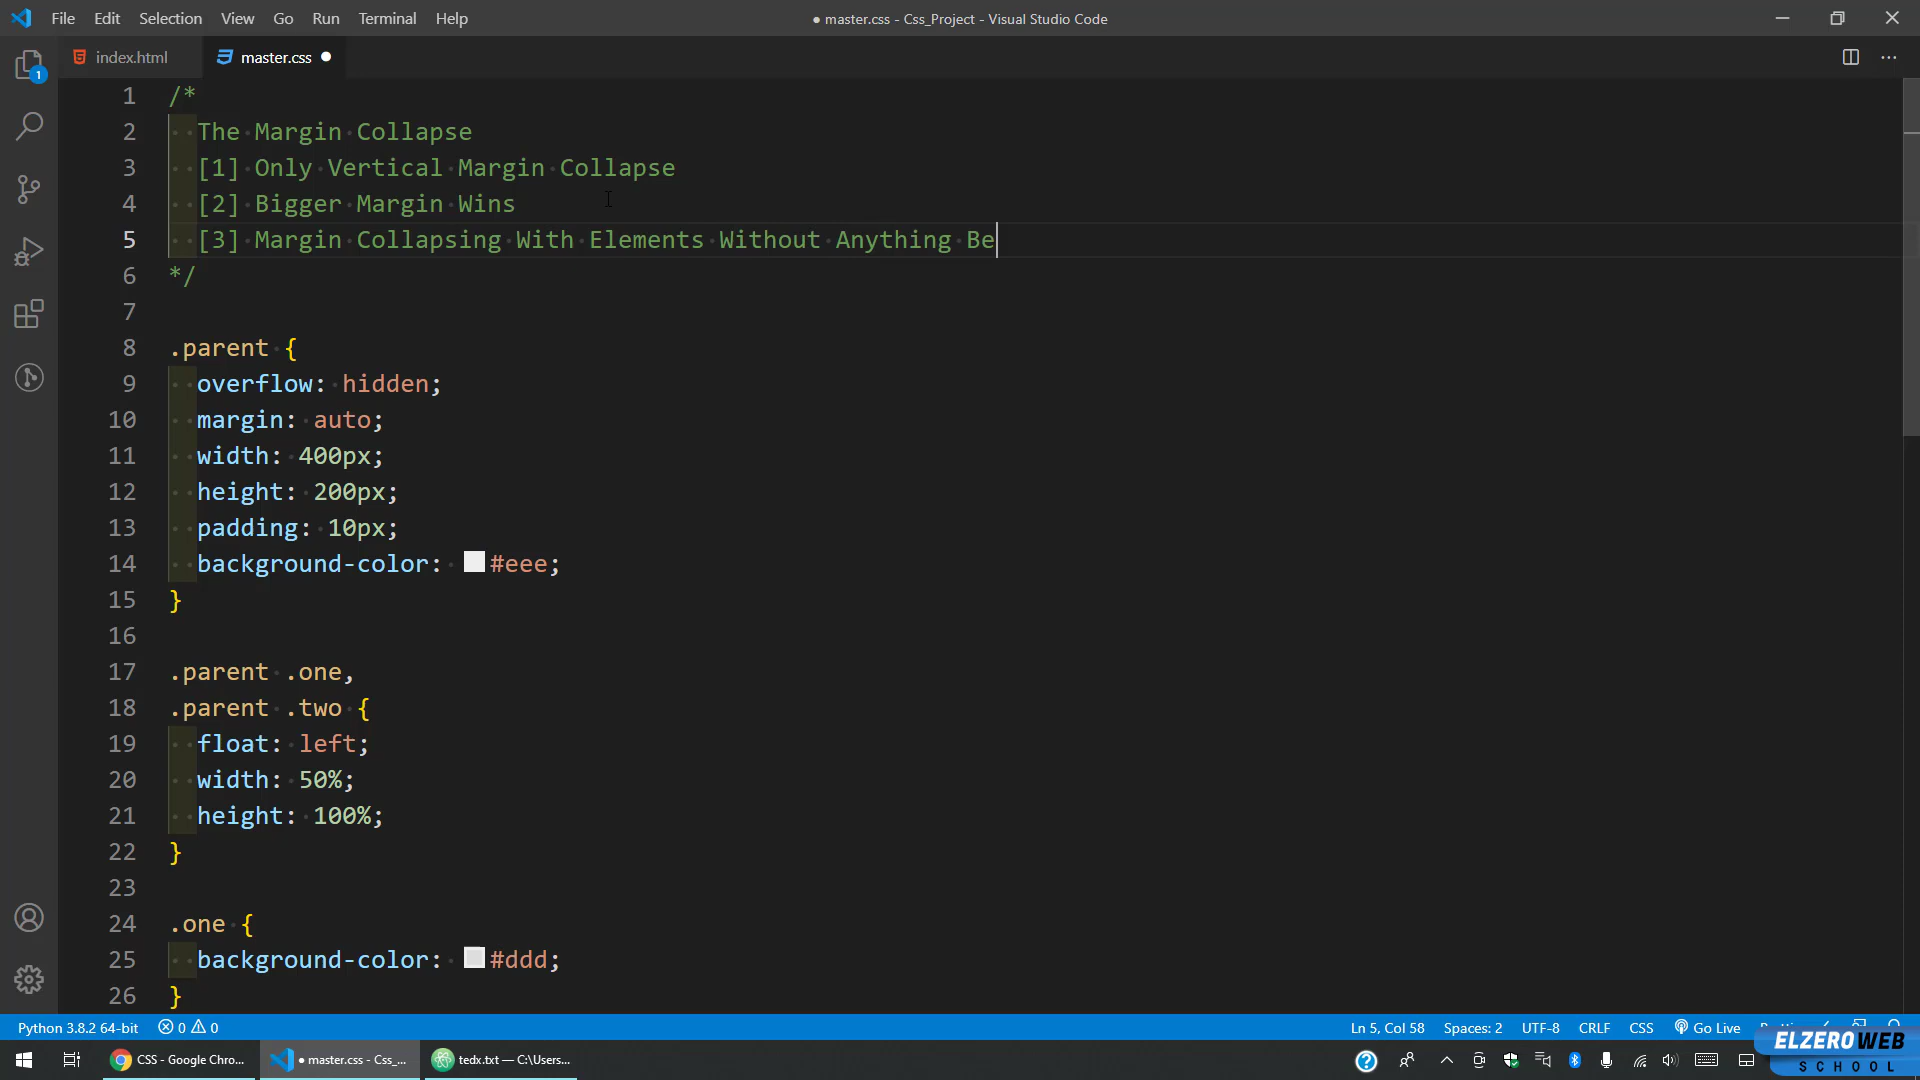 File Edit Selection View Go Run Terminal Help
● master.css - Css_Project - Visual Studio Code
index.html
master.css
1
1 /*
2 The Margin Collapse
3 [1] Only Vertical Margin Collapse
4 [2] Bigger Margin Wins
5 [3] Margin Collapsing With Elements Without Anything Be
6 */
7
8 .parent {
9 overflow: hidden;
10 margin: auto;
11 width: 400px;
12 height: 200px;
13 padding: 10px;
14 background-color: #eee;
15 }
16
17 .parent .one,
18 .parent .two {
19 float: left;
20 width: 50%;
21 height: 100%;
22 }
23
24 .one {
25 background-color: #ddd;
26 }
Python 3.8.2 64-bit 0 0
Ln 5, Col 58 Spaces: 2 UTF-8 CRLF CSS Go Live
CSS - Google Chro...
● master.css - Css_...
tedx.txt — C:\Users...
ELZEROWEB
SCHOOL